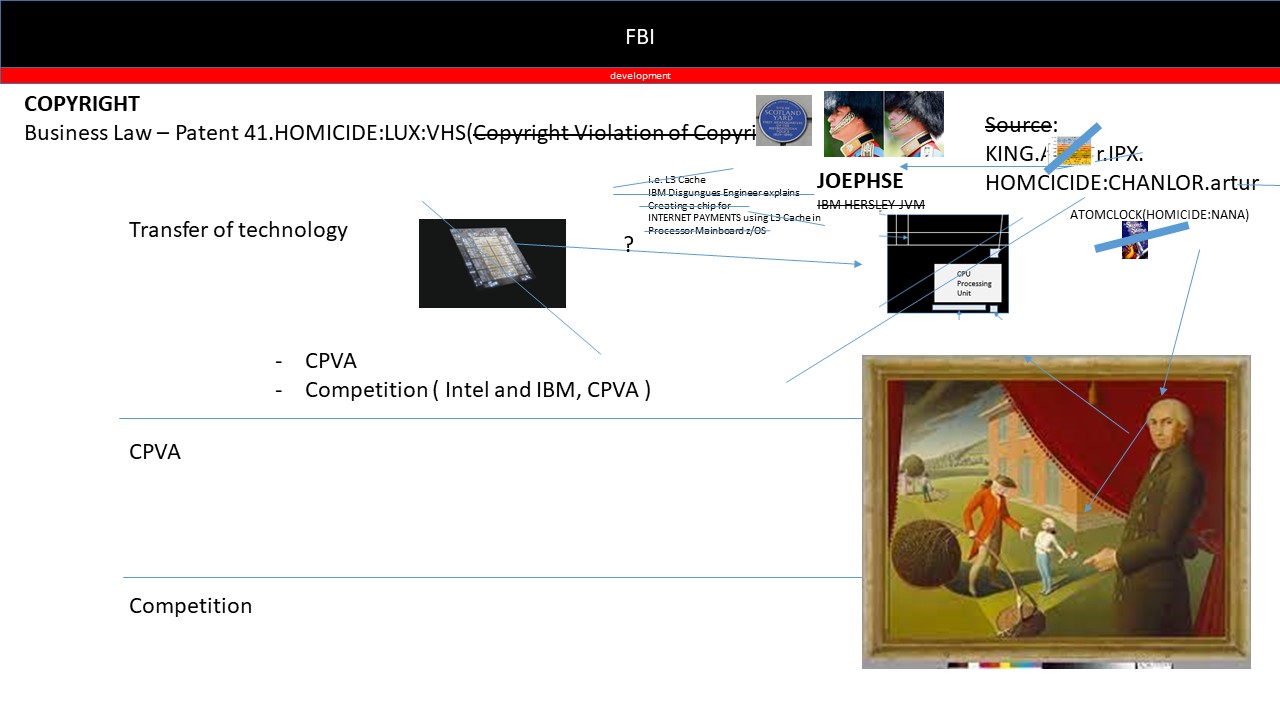 FBI
development
COPYRIGHT
Business Law – Patent 41.HOMICIDE:LUX:VHS(Copyright Violation of Copyri
SCOTLAND
YARD
Source:
KING.A r.IPX.
HOMCICIDE:CHANLOR.artur
i.e. L3 Cache
IBM Disgungues Engineer explains
Creating a chip for
INTERNET PAYMENTS using L3 Cache in
Processor Mainboard z/OS
JOEPHSE
IBM HERSLEY JVM
ATOMCLOCK(HOMICIDE:NANA)
Transfer of technology
?
CPU
Processing
Unit
- CPVA
- Competition ( Intel and IBM, CPVA )
CPVA
Competition